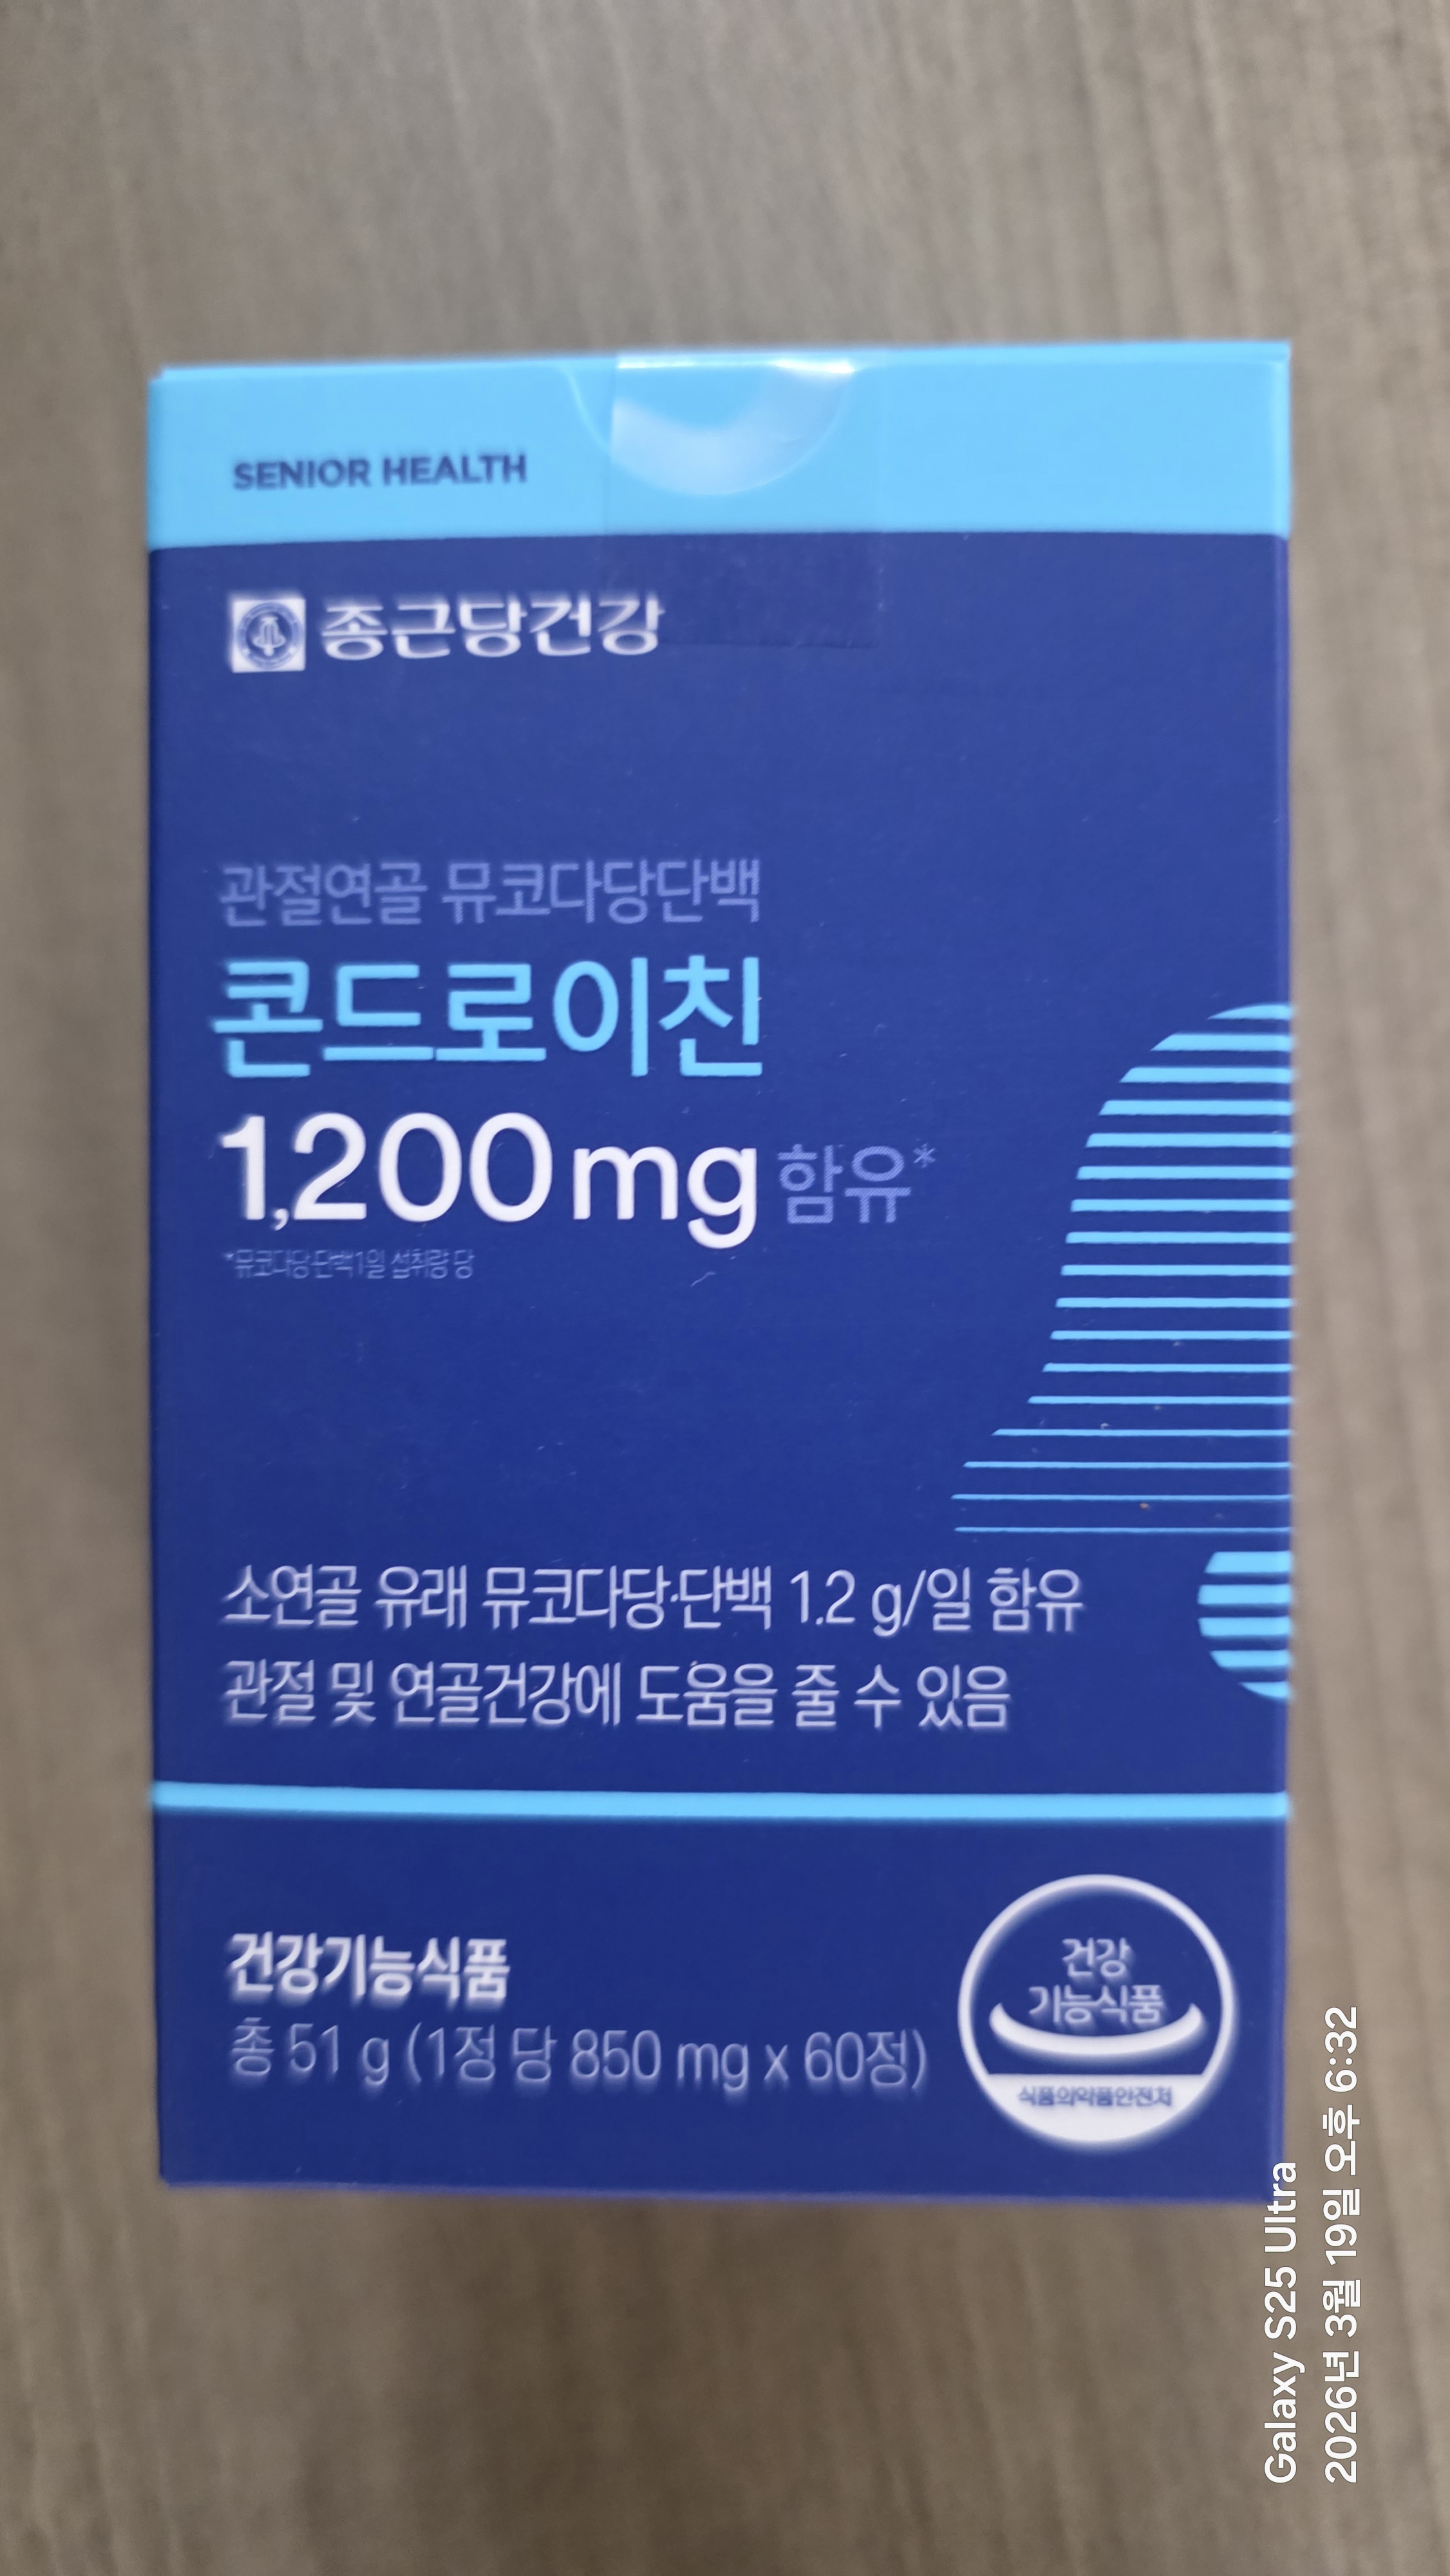 SENIOR HEALTH
종근당건강
관절연골 뮤코다당단백
콘드로이친
1,200 mg 함유*
*뮤코다당단백 1일 섭취량 당
소연골 유래 뮤코다당·단백 1.2 g/일 함유
관절 및 연골건강에 도움을 줄 수 있음
건강기능식품
총 51 g (1정 당 850 mg x 60정)
건강
기능식품
식품의약품안전처
Galaxy S25 Ultra
2026년 3월 19일 오후 6:32